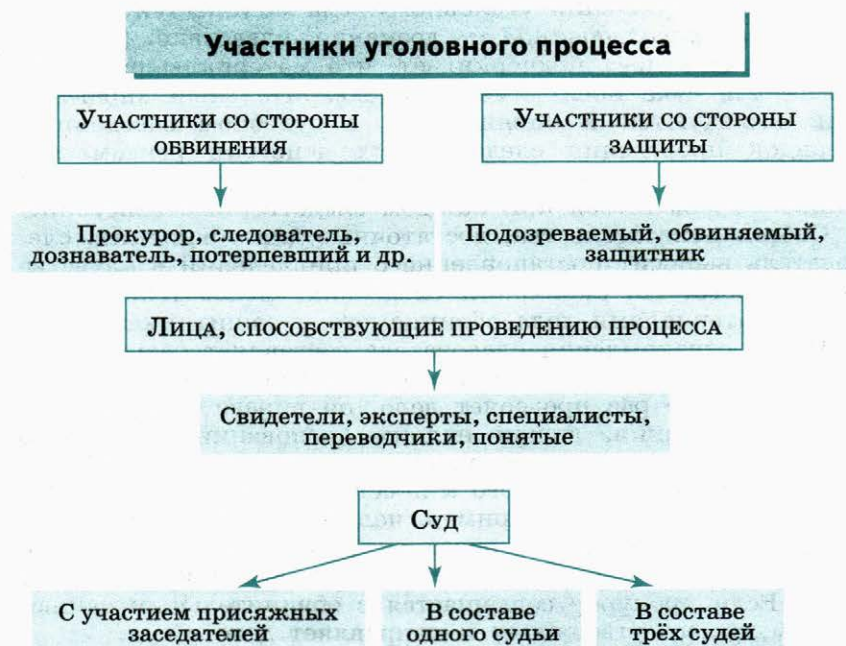 Участники уголовного процесса
Участники со стороны
обвинения
Участники со стороны
защиты
Прокурор, следователь,
дознаватель, потерпевший и др.
Подозреваемый, обвиняемый,
защитник
Лица, способствующие проведению процесса
Свидетели, эксперты, специалисты,
переводчики, понятые
Суд
С участием присяжных
заседателей
В составе
одного судьи
В составе
трёх судей